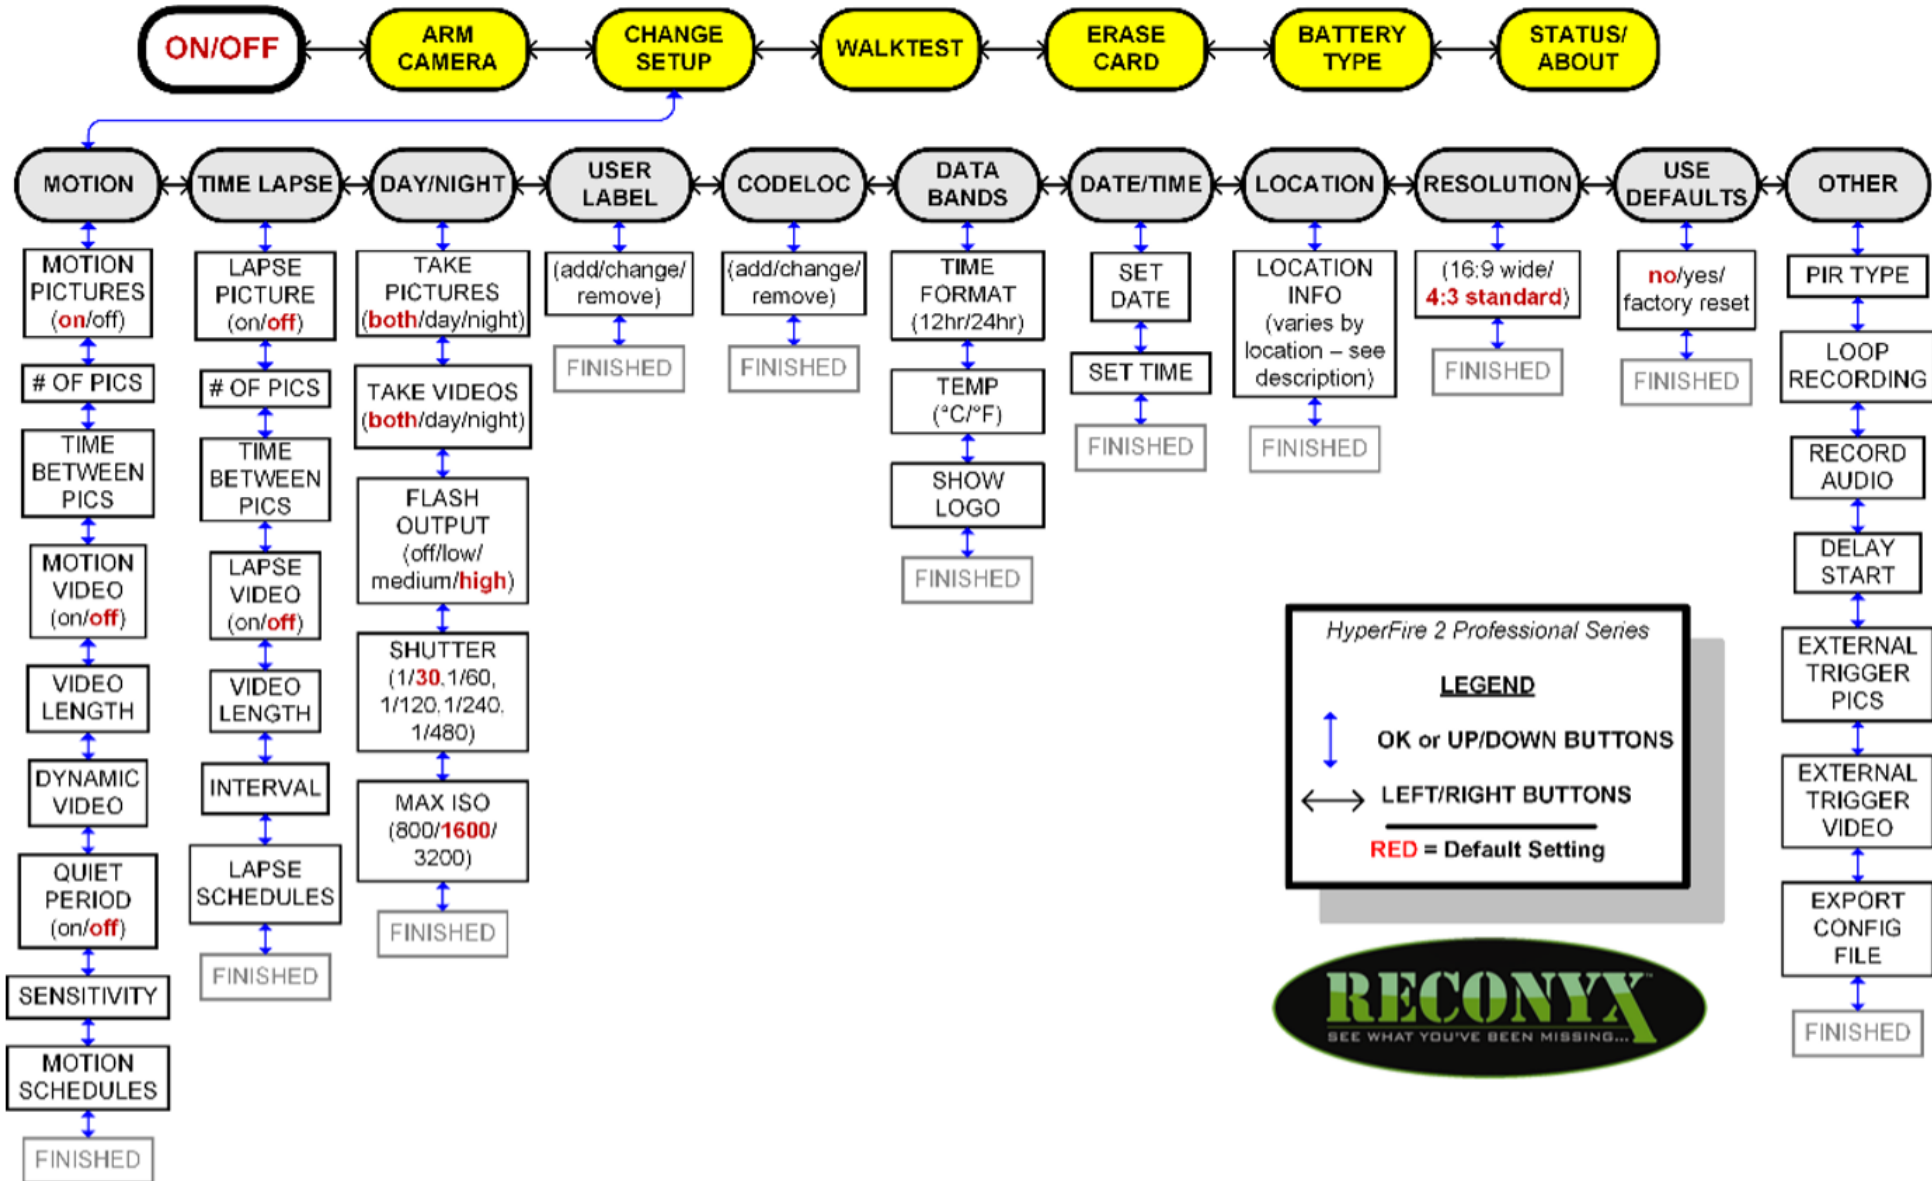 ON/OFF
ARM
CAMERA
CHANGE
SETUP
WALKTEST
ERASE
CARD
BATTERY
TYPE
STATUS/
ABOUT
MOTION
TIME LAPSE
DAY/NIGHT
USER
LABEL
CODELOC
DATA
BANDS
DATE/TIME
LOCATION
RESOLUTION
USE
DEFAULTS
OTHER
MOTION
PICTURES
(on/off)
# OF PICS
TIME
BETWEEN
PICS
MOTION
VIDEO
(on/off)
VIDEO
LENGTH
DYNAMIC
VIDEO
QUIET
PERIOD
(on/off)
SENSITIVITY
MOTION
SCHEDULES
FINISHED
LAPSE
PICTURE
(on/off)
# OF PICS
TIME
BETWEEN
PICS
LAPSE
VIDEO
(on/off)
VIDEO
LENGTH
INTERVAL
LAPSE
SCHEDULES
FINISHED
TAKE
PICTURES
(both/day/night)
TAKE VIDEOS
(both/day/night)
FLASH
OUTPUT
(off/low/
medium/high)
SHUTTER
(1/30,1/60,
1/120,1/240,
1/480)
MAX ISO
(800/1600/
3200)
FINISHED
(add/change/
remove)
FINISHED
(add/change/
remove)
FINISHED
TIME
FORMAT
(12hr/24hr)
TEMP
(°C/°F)
SHOW
LOGO
FINISHED
SET
DATE
SET TIME
FINISHED
LOCATION
INFO
(varies by
location – see
description)
FINISHED
(16:9 wide/
4:3 standard)
FINISHED
no/yes/
factory reset
FINISHED
PIR TYPE
LOOP
RECORDING
RECORD
AUDIO
DELAY
START
EXTERNAL
TRIGGER
PICS
EXTERNAL
TRIGGER
VIDEO
EXPORT
CONFIG
FILE
FINISHED
HyperFire 2 Professional Series
LEGEND
OK or UP/DOWN BUTTONS
LEFT/RIGHT BUTTONS
RED = Default Setting
RECONYX™
SEE WHAT YOU'VE BEEN MISSING...